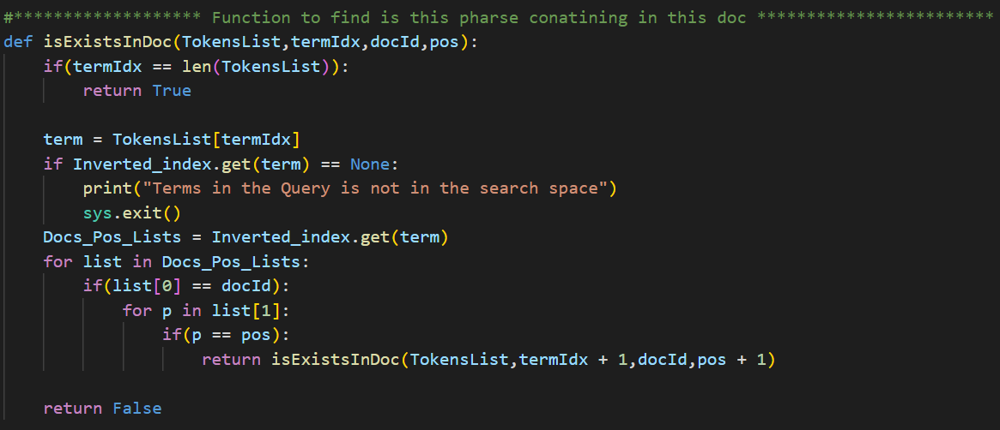 #******************* Function to find is this pharse conatining in this doc ************************
def isExistsInDoc(TokensList,termIdx,docId,pos):
    if(termIdx == len(TokensList)):
        return True

    term = TokensList[termIdx]
    if Inverted_index.get(term) == None:
        print("Terms in the Query is not in the search space")
        sys.exit()
    Docs_Pos_Lists = Inverted_index.get(term)
    for list in Docs_Pos_Lists:
        if(list[0] == docId):
            for p in list[1]:
                if(p == pos):
                    return isExistsInDoc(TokensList,termIdx + 1,docId,pos + 1)

    return False